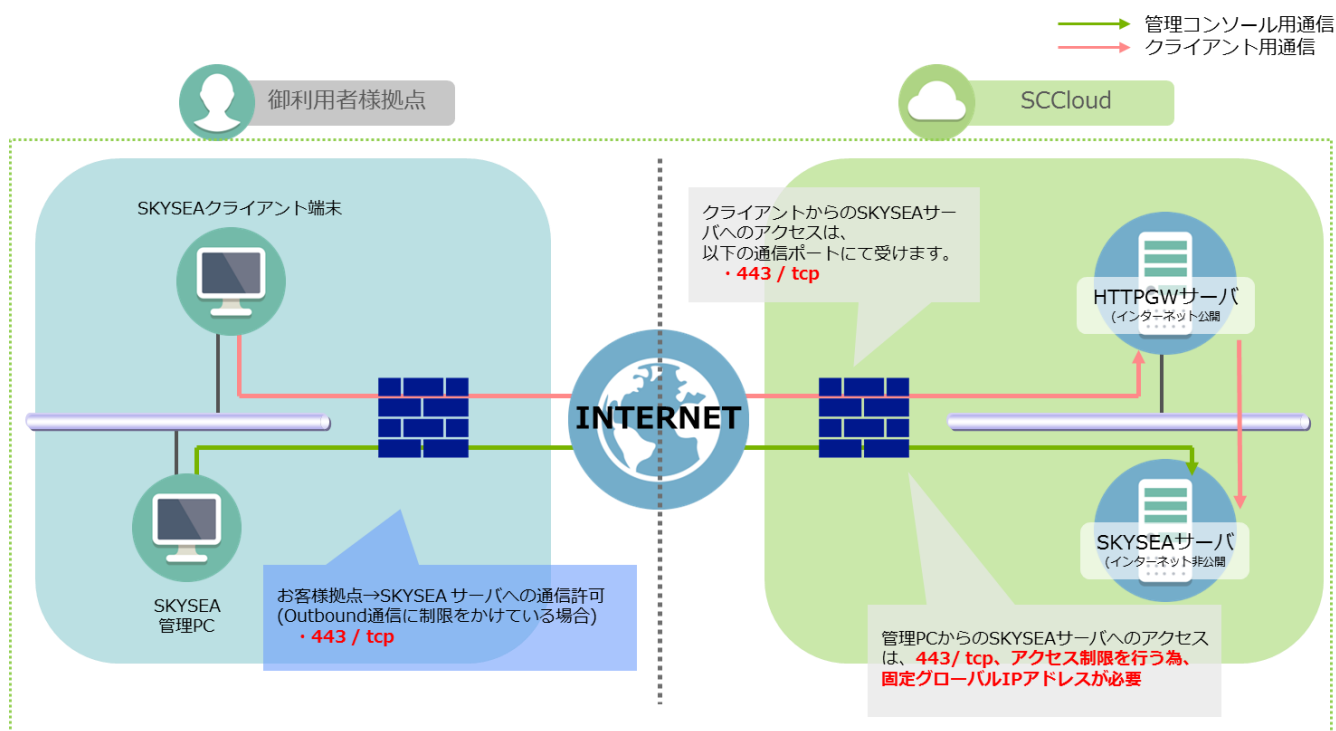 管理コンソール用通信
クライアント用通信
御利用者様拠点
SCCloud
SKYSEAクライアント端末
クライアントからのSKYSEAサー
バへのアクセスは、
以下の通信ポートにて受けます。
・443 / tcp
HTTPGWサーバ
(インターネット公開
INTERNET
SKYSEAサーバ
(インターネット非公開
SKYSEA
管理PC
お客様拠点→SKYSEA サーバへの通信許可
(Outbound通信に制限をかけている場合)
・443 / tcp
管理PCからのSKYSEAサーバへのアクセス
は、443/ tcp、アクセス制限を行う為、
固定グローバルIPアドレスが必要